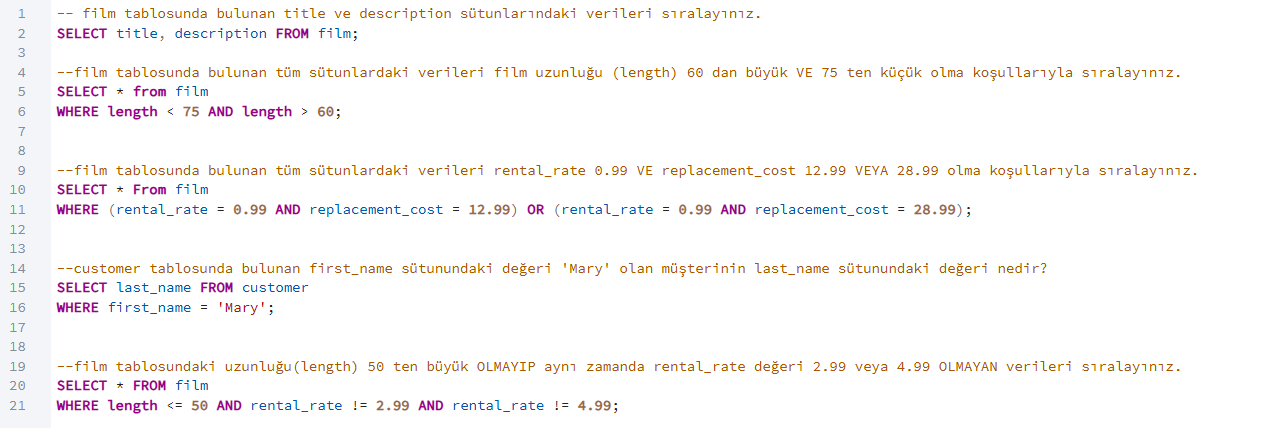 1 -- film tablosunda bulunan title ve description sütunlarındaki verileri sıralayınız.
2 SELECT title, description FROM film;
3
4 --film tablosunda bulunan tüm sütunlardaki verileri film uzunluğu (length) 60 dan büyük VE 75 ten küçük olma koşullarıyla sıralayınız.
5 SELECT * from film
6 WHERE length < 75 AND length > 60;
7
8
9 --film tablosunda bulunan tüm sütunlardaki verileri rental_rate 0.99 VE replacement_cost 12.99 VEYA 28.99 olma koşullarıyla sıralayınız.
10 SELECT * From film
11 WHERE (rental_rate = 0.99 AND replacement_cost = 12.99) OR (rental_rate = 0.99 AND replacement_cost = 28.99);
12
13
14 --customer tablosunda bulunan first_name sütunundaki değeri 'Mary' olan müşterinin last_name sütunundaki değeri nedir?
15 SELECT last_name FROM customer
16 WHERE first_name = 'Mary';
17
18
19 --film tablosundaki uzunluğu(length) 50 ten büyük OLMAYIP aynı zamanda rental_rate değeri 2.99 veya 4.99 OLMAYAN verileri sıralayınız.
20 SELECT * FROM film
21 WHERE length <= 50 AND rental_rate != 2.99 AND rental_rate != 4.99;